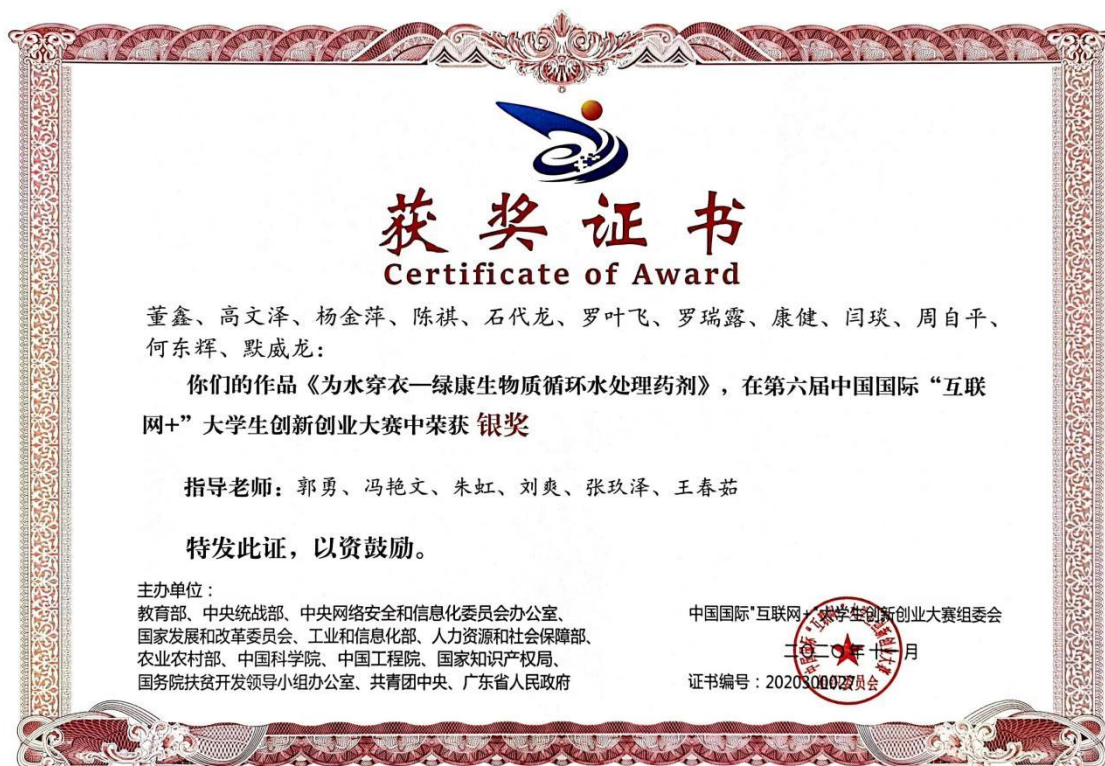 获奖证书
Certificate of Award
董鑫、高文泽、杨金萍、陈祺、石代龙、罗叶飞、罗瑞露、康健、闫琰、周自平、
何东辉、默威龙：
你们的作品《为水穿衣—绿康生物质循环水处理药剂》，在第六届中国国际“互联
网+”大学生创新创业大赛中荣获 银奖
指导老师：郭勇、冯艳文、朱虹、刘爽、张玖泽、王春茹
特发此证，以资鼓励。
主办单位：
教育部、中央统战部、中央网络安全和信息化委员会办公室、
国家发展和改革委员会、工业和信息化部、人力资源和社会保障部、
农业农村部、中国科学院、中国工程院、国家知识产权局、
国务院扶贫开发领导小组办公室、共青团中央、广东省人民政府
中国国际"互联网+"大学生创新创业大赛组委会
二〇二〇年十一月
证书编号：2020300027